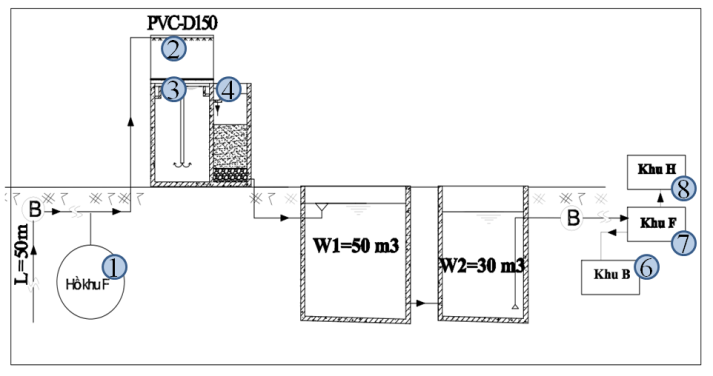 PVC-D150
2
3
4
B
L=50m
Hồ khu F
1
W1=50 m3
W2=30 m3
B
Khu H
8
Khu F
7
Khu B
6